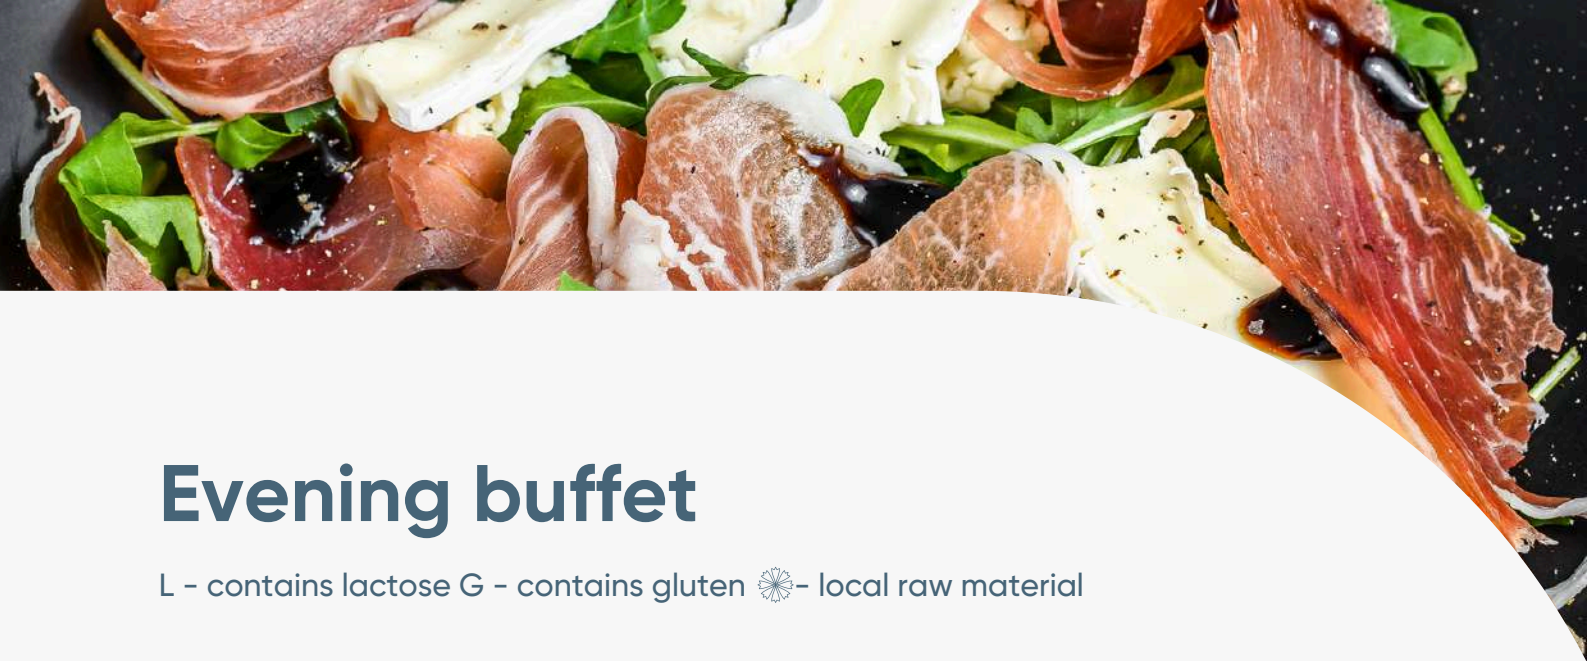 Evening buffet
L - contains lactose G - contains gluten - local raw material